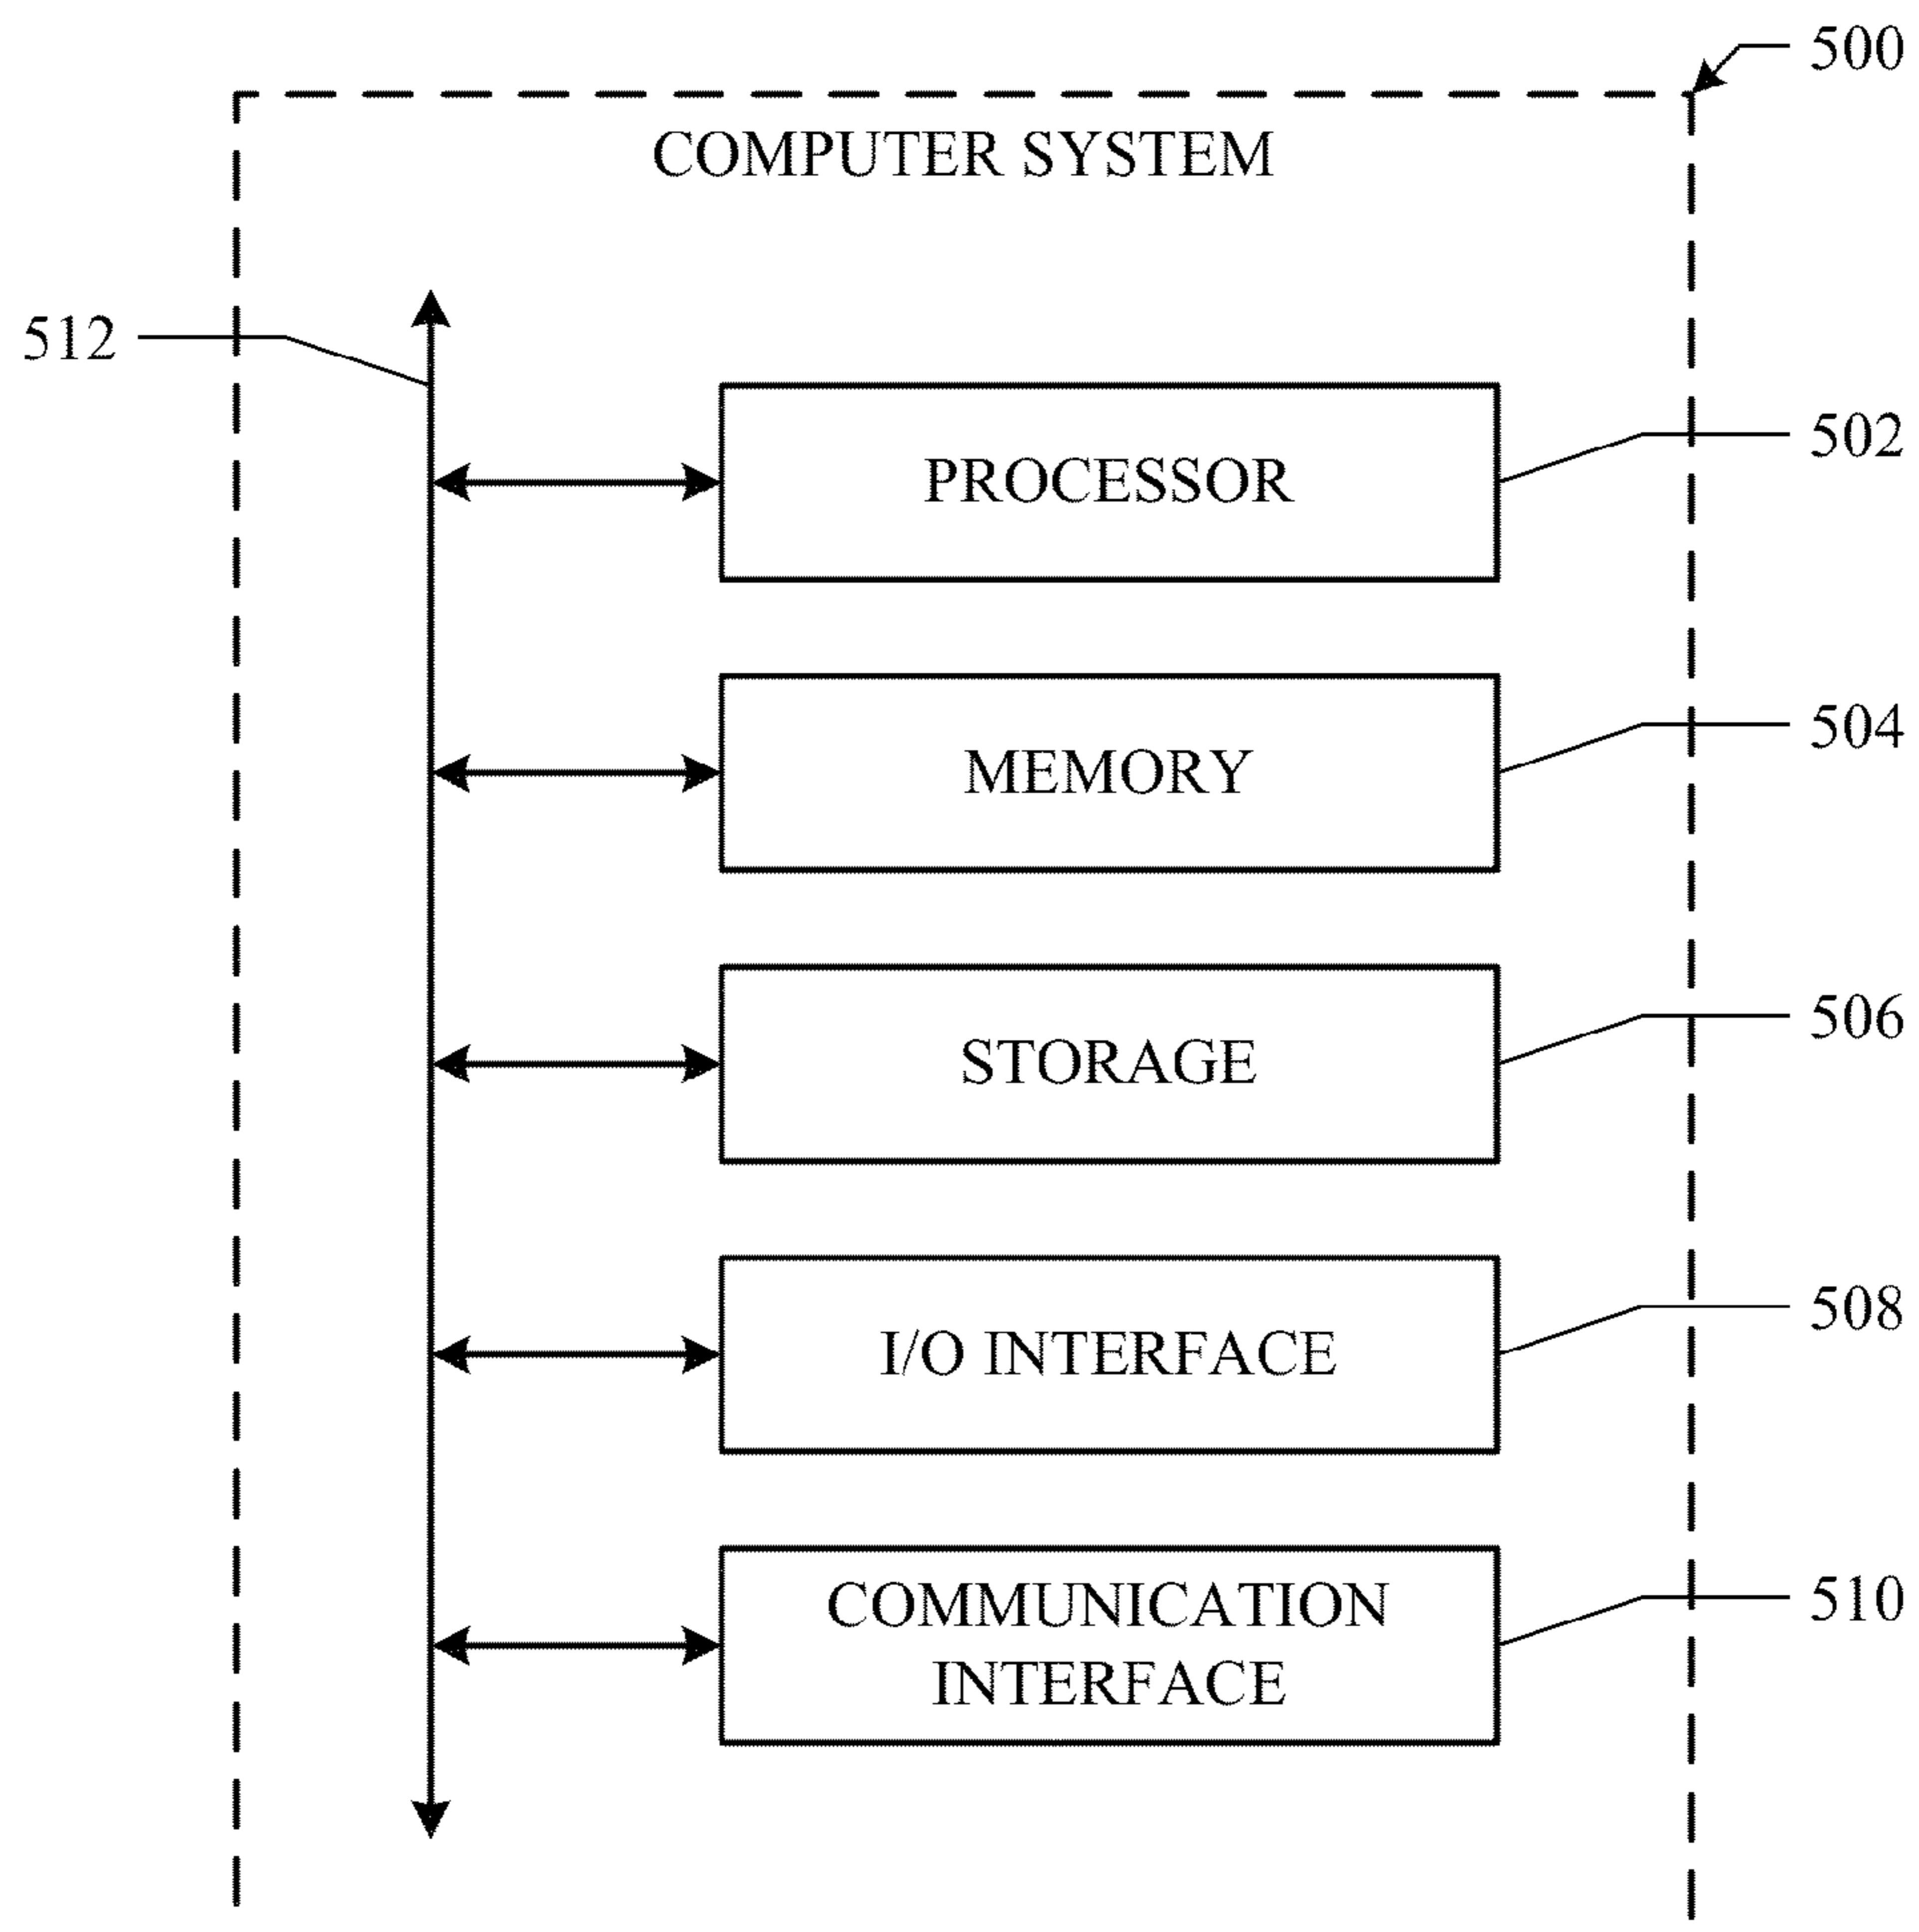 500
COMPUTER SYSTEM
512
502
PROCESSOR
504
MEMORY
506
STORAGE
508
I/O INTERFACE
510
COMMUNICATION
INTERFACE